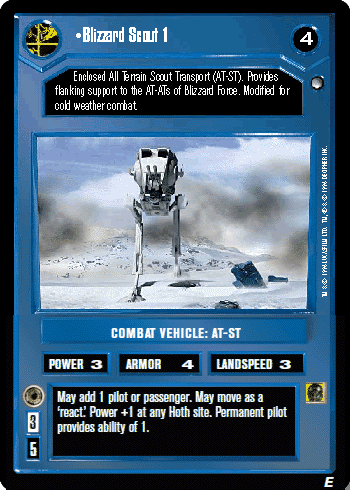 •Blizzard Scout 1
4
Enclosed All Terrain Scout Transport (AT-ST). Provides
flanking support to the AT-ATs of Blizzard Force. Modified for
cold weather combat.
COMBAT VEHICLE: AT-ST
POWER 3
ARMOR 4
LANDSPEED 3
May add 1 pilot or passenger. May move as a
'react.' Power +1 at any Hoth site. Permanent pilot
provides ability of 1.
3
5
E